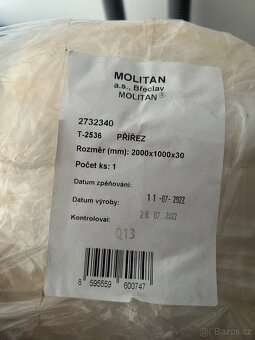 MOLITAN
a.s., Břeclav
MOLITAN®
2732340
T-2536 PŘÍŘEZ
Rozměr (mm): 2000x1000x30
Počet ks: 1
Datum zpěňování:
Datum výroby: 11-07-2022
Kontroloval: 28.07.2022
Q13
8 595559 600747
bazos.cz